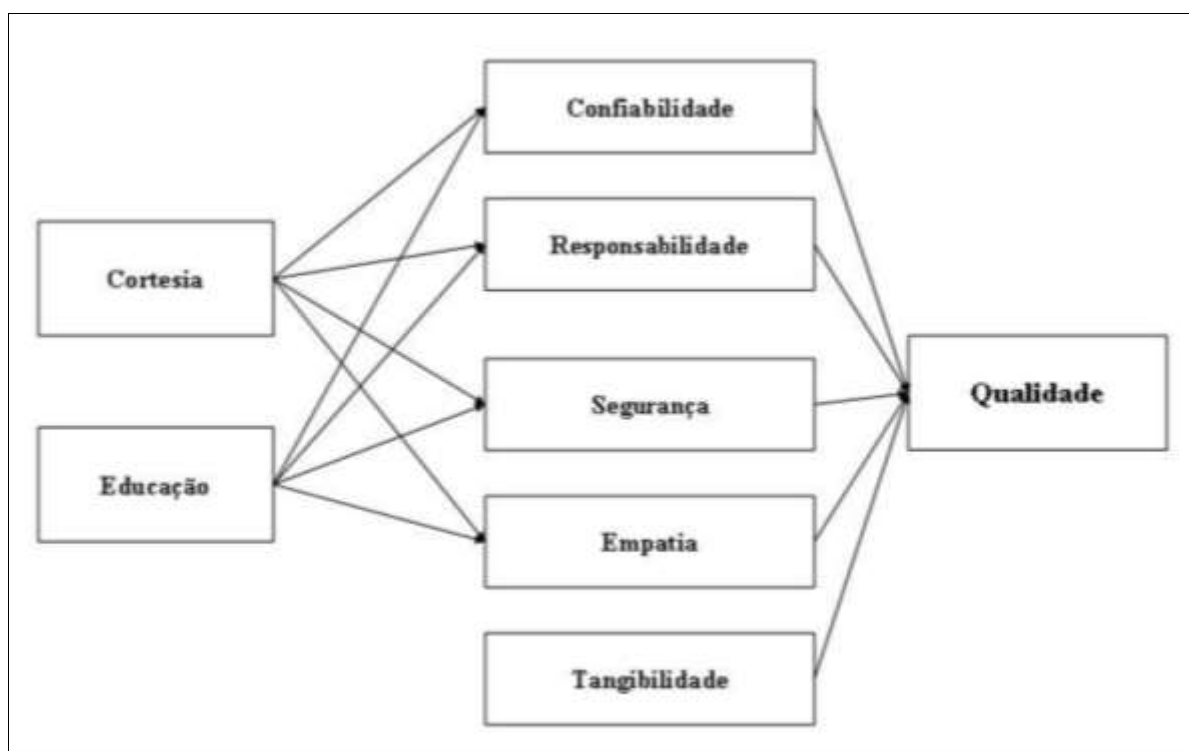 Confiabilidade
Responsabilidade
Cortesia
Segurança
Qualidade
Educação
Empatia
Tangibilidade